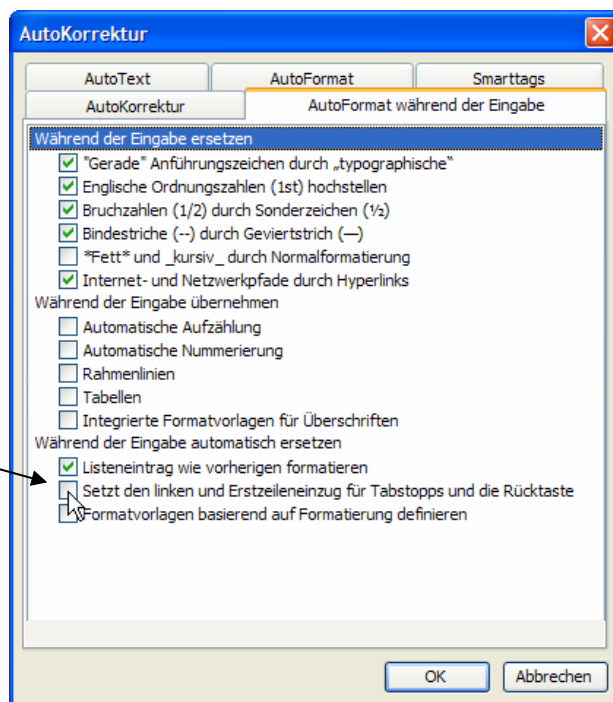 AutoKorrektur
AutoText AutoFormat Smarttags
AutoKorrektur AutoFormat während der Eingabe
Während der Eingabe ersetzen
"Gerade" Anführungszeichen durch „typographische“
Englische Ordnungszahlen (1st) hochstellen
Bruchzahlen (1/2) durch Sonderzeichen (½)
Bindestriche (--) durch Geviertstrich (—)
*Fett* und _kursiv_ durch Normalformatierung
Internet- und Netzwerkpfade durch Hyperlinks
Während der Eingabe übernehmen
Automatische Aufzählung
Automatische Nummerierung
Rahmenlinien
Tabellen
Integrierte Formatvorlagen für Überschriften
Während der Eingabe automatisch ersetzen
Listeneintrag wie vorherigen formatieren
Setzt den linken und Erstzeileneinzug für Tabstopps und die Rücktaste
Formatvorlagen basierend auf Formatierung definieren
OK Abbrechen